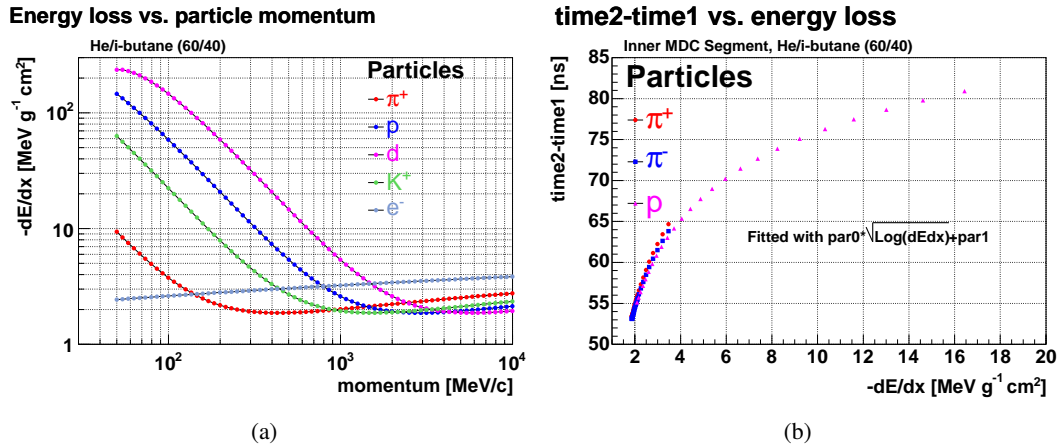 Energy loss vs. particle momentum
He/i-butane (60/40)
-dE/dx [MeV g⁻¹ cm²]
10²
10
1
Particles
π⁺
p
d
K⁺
e⁻
10²
10³
10⁴
momentum [MeV/c]
(a)
time2-time1 vs. energy loss
Inner MDC Segment, He/i-butane (60/40)
time2-time1 [ns]
85
80
75
70
65
60
55
50
Particles
π⁺
π⁻
p
Fitted with par0*√Log(dEdx)+par1
2 4 6 8 10 12 14 16 18 20
-dE/dx [MeV g⁻¹ cm²]
(b)